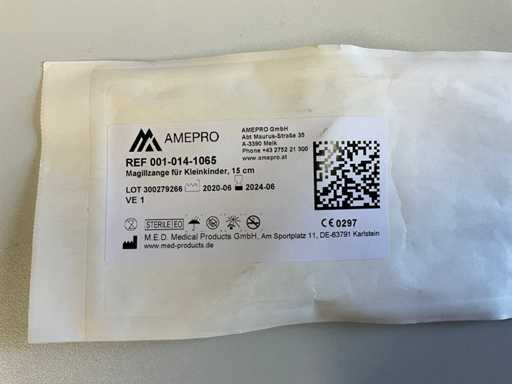 AMEPRO
AMEPRO GmbH
Abt Maurus-Straße 35
A-3390 Melk
Phone +43 2752 21 300
www.amepro.at
REF 001-014-1065
Magillzange für Kleinkinder, 15 cm
LOT 300279266 2020-06 2024-06
VE 1
STERILE EO
CE 0297
M.E.D. Medical Products GmbH, Am Sportplatz 11, DE-63791 Karlstein
www.med-products.de